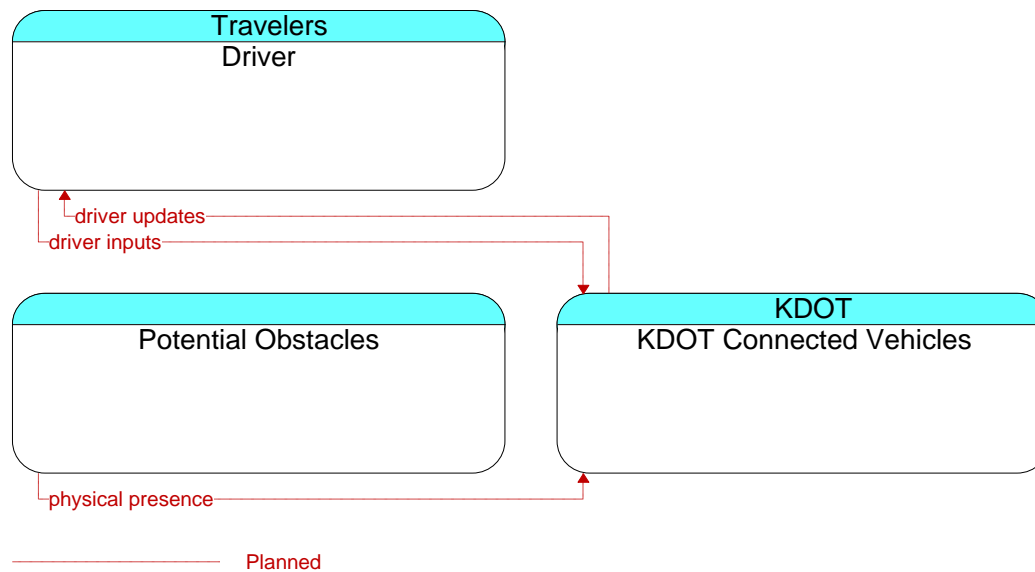 Travelers
Driver
driver updates
driver inputs
KDOT
Potential Obstacles
KDOT Connected Vehicles
physical presence
Planned